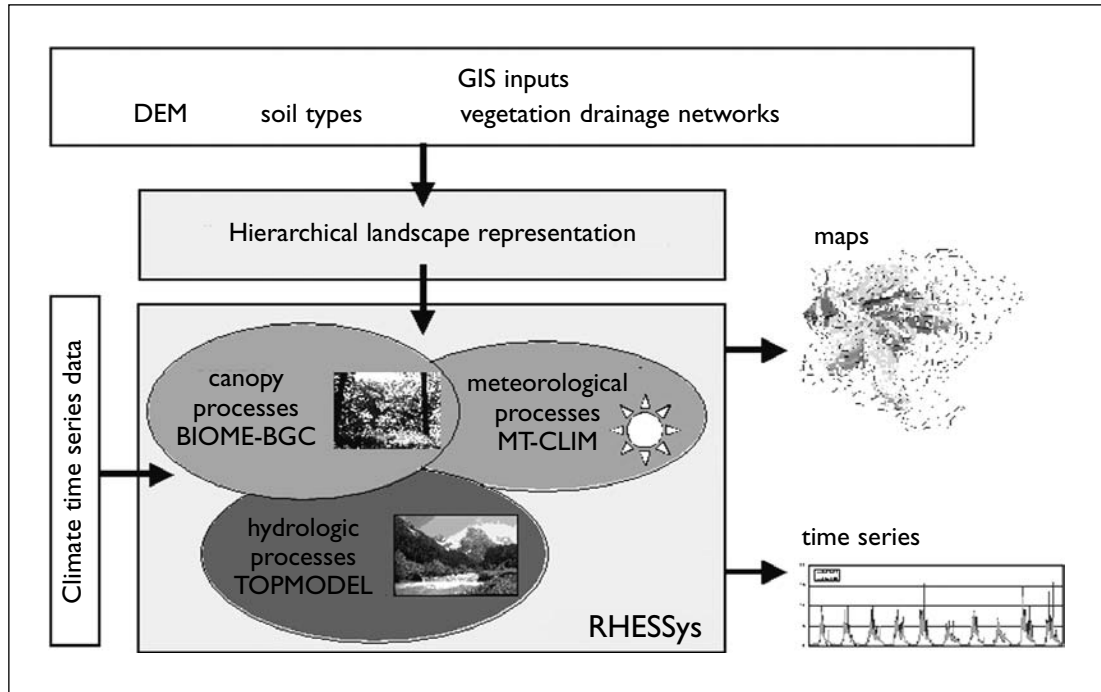 GIS inputs
DEM soil types vegetation drainage networks
Hierarchical landscape representation
maps
Climate time series data
canopy
processes
BIOME-BGC
meteorological
processes
MT-CLIM
hydrologic
processes
TOPMODEL
time series
RHESSys